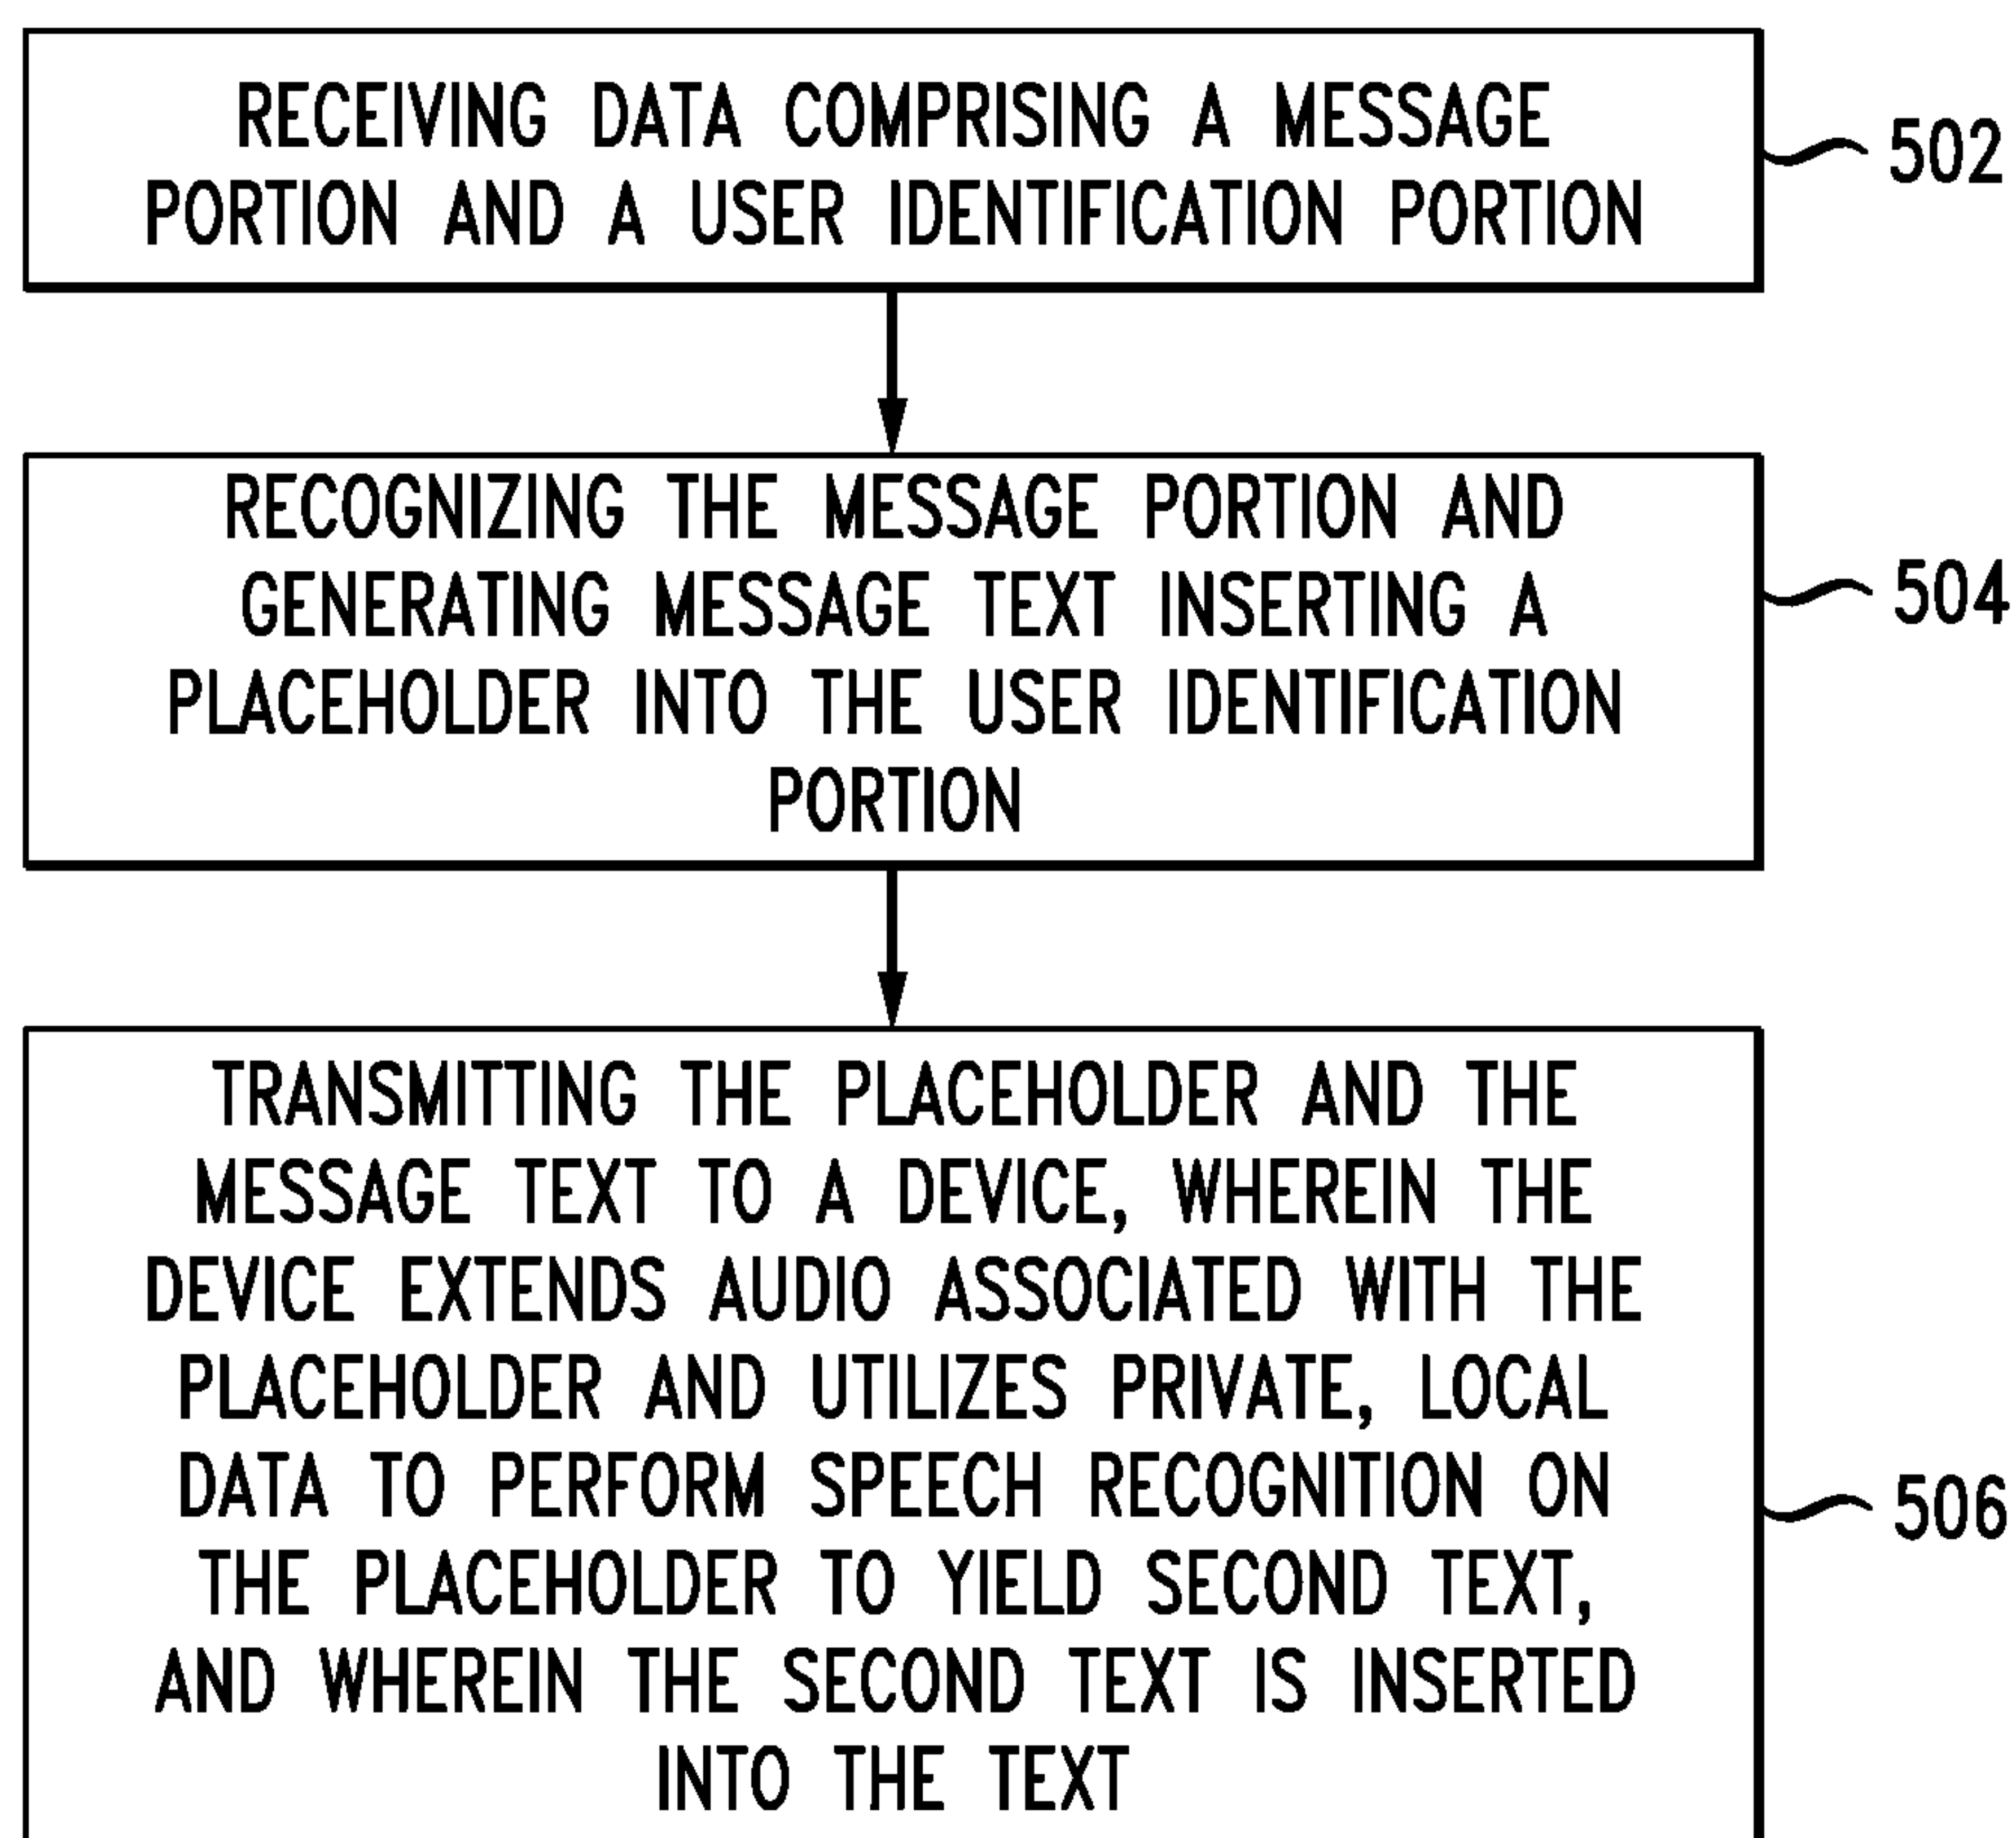 RECEIVING DATA COMPRISING A MESSAGE
PORTION AND A USER IDENTIFICATION PORTION
502
RECOGNIZING THE MESSAGE PORTION AND
GENERATING MESSAGE TEXT INSERTING A
PLACEHOLDER INTO THE USER IDENTIFICATION
PORTION
504
TRANSMITTING THE PLACEHOLDER AND THE
MESSAGE TEXT TO A DEVICE, WHEREIN THE
DEVICE EXTENDS AUDIO ASSOCIATED WITH THE
PLACEHOLDER AND UTILIZES PRIVATE, LOCAL
DATA TO PERFORM SPEECH RECOGNITION ON
THE PLACEHOLDER TO YIELD SECOND TEXT,
AND WHEREIN THE SECOND TEXT IS INSERTED
INTO THE TEXT
506